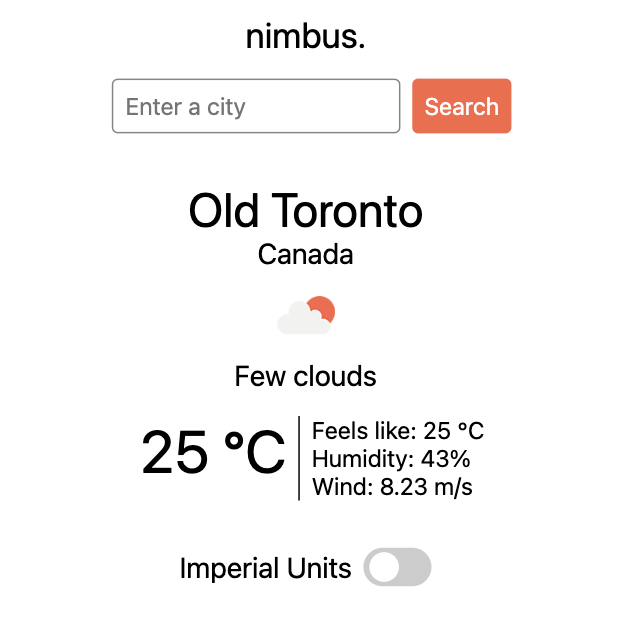 nimbus.
Enter a city
Search
Old Toronto
Canada
Few clouds
25 °C
Feels like: 25 °C
Humidity: 43%
Wind: 8.23 m/s
Imperial Units